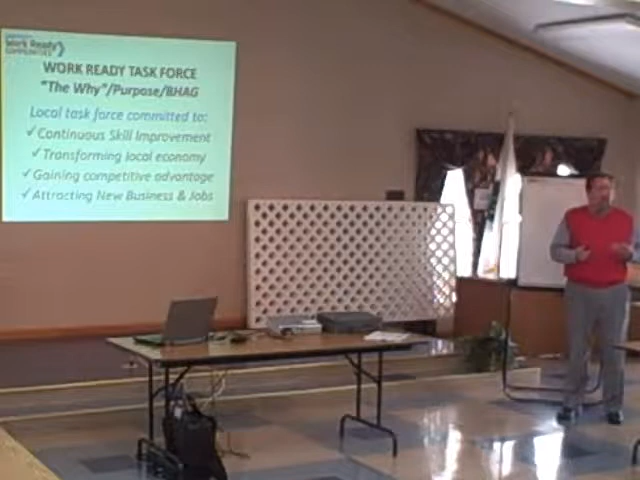 Work Ready
COMMUNITIES
WORK READY TASK FORCE
"The Why"/Purpose/BHAG
Local task force committed to:
✓ Continuous Skill Improvement
✓ Transforming local economy
✓ Gaining competitive advantage
✓ Attracting New Business & Jobs